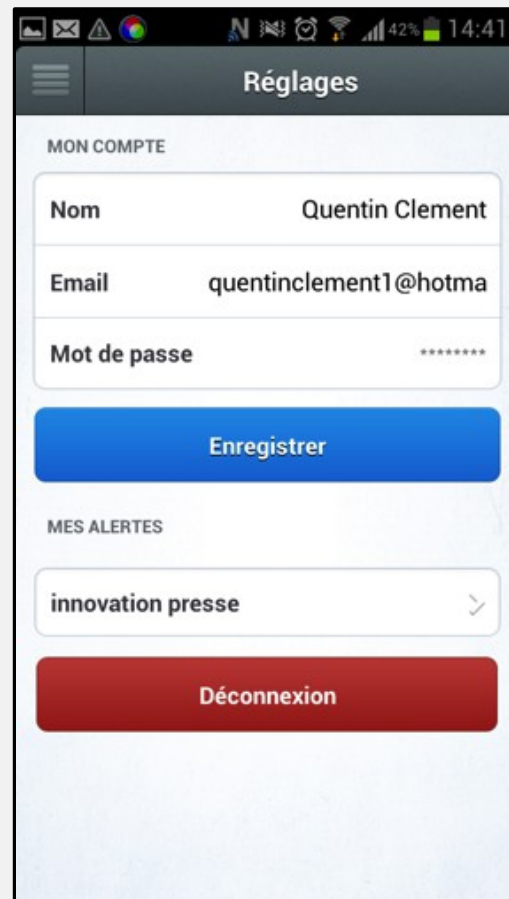 42% 14:41
Réglages
MON COMPTE
Nom Quentin Clement
Email quentinclement1@hotma
Mot de passe ********
Enregistrer
MES ALERTES
innovation presse
Déconnexion